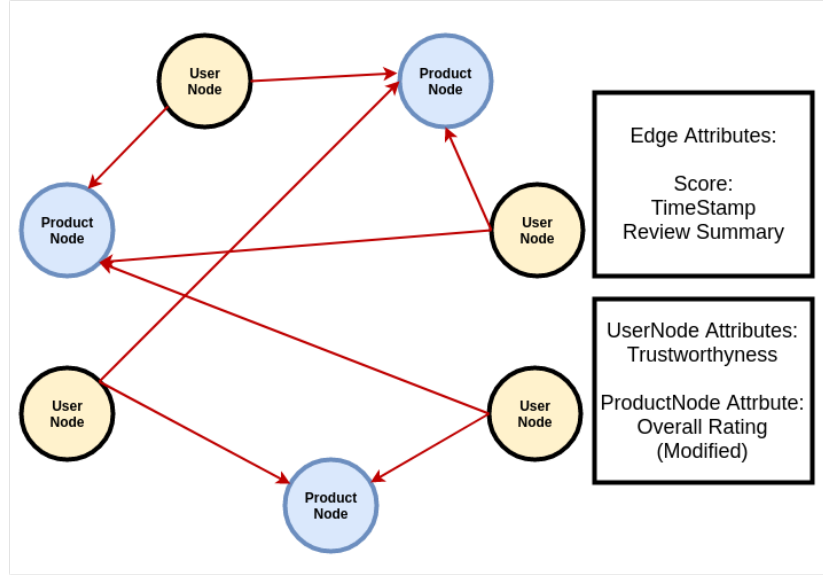 User
Node
Product
Node
Product
Node
User
Node
User
Node
User
Node
Product
Node
Edge Attributes:
Score:
TimeStamp
Review Summary
UserNode Attributes:
Trustworthyness
ProductNode Attrbute:
Overall Rating
(Modified)